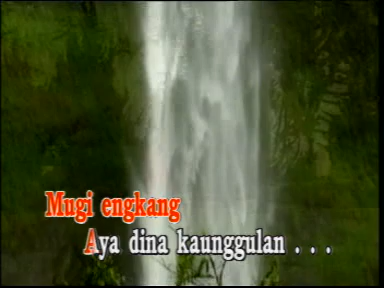 Mugi engkang
Aya dina kaunggulan . . .